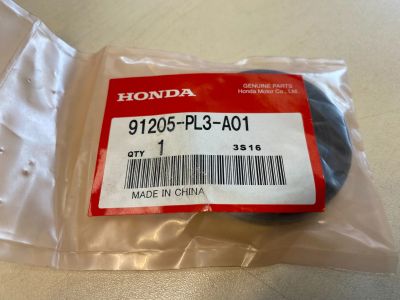 HONDA
GENUINE PARTS
Honda Motor Co., Ltd.
91205-PL3-A01
QTY 1 3S16
MADE IN CHINA